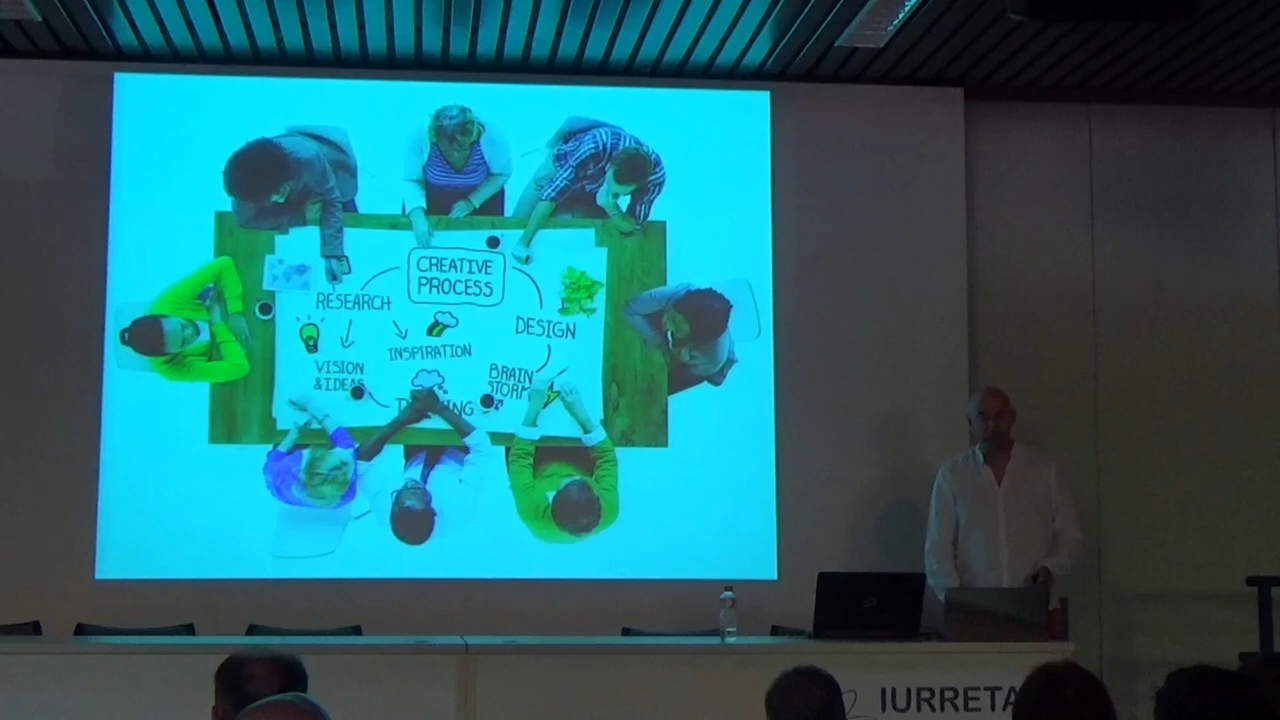 CREATIVE
PROCESS
RESEARCH
DESIGN
INSPIRATION
VISION
& IDEAS
BRAIN
STORM
IURRETA